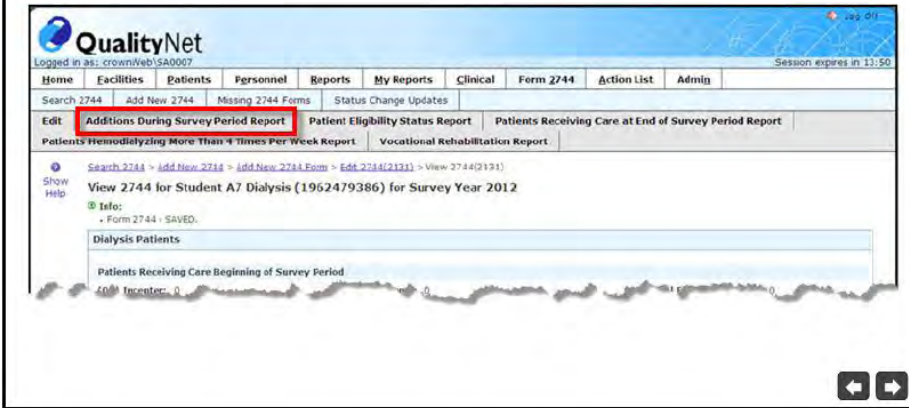 Log Off
QualityNet
Logged in as: crownWeb\SA0007
Session expires in 13:50
Home Facilities Patients Personnel Reports My Reports Clinical Form 2744 Action List Admin
Search 2744 Add New 2744 Missing 2744 Forms Status Change Updates
Edit Additions During Survey Period Report Patient Eligibility Status Report Patients Receiving Care at End of Survey Period Report
Patients Hemodialyzing More Than 4 Times Per Week Report Vocational Rehabilitation Report
Show Help
Search 2744 > Add New 2744 > Add New 2744 Form > Edit 2744(2131) > View 2744(2131)
View 2744 for Student A7 Dialysis (1962479386) for Survey Year 2012
Info:
• Form 2744 - SAVED.
Dialysis Patients
Patients Receiving Care Beginning of Survey Period
Incenter: 0 0 0